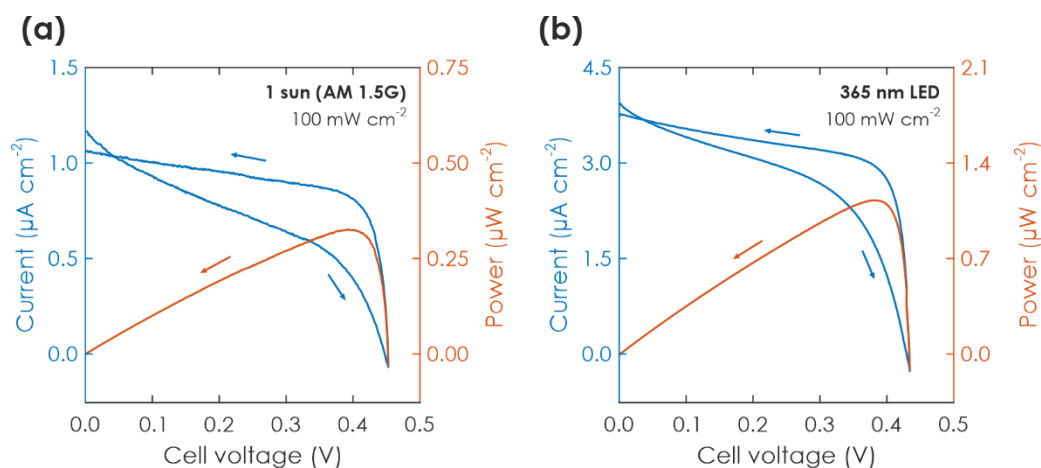 (a)
1 sun (AM 1.5G)
100 mW cm⁻²
Current (µA cm⁻²)
1.5
1.0
0.5
0.0
Power (µW cm⁻²)
0.75
0.50
0.25
0.00
0.0 0.1 0.2 0.3 0.4 0.5
Cell voltage (V)
(b)
365 nm LED
100 mW cm⁻²
Current (µA cm⁻²)
4.5
3.0
1.5
0.0
Power (µW cm⁻²)
2.1
1.4
0.7
0.0
0.0 0.1 0.2 0.3 0.4 0.5
Cell voltage (V)